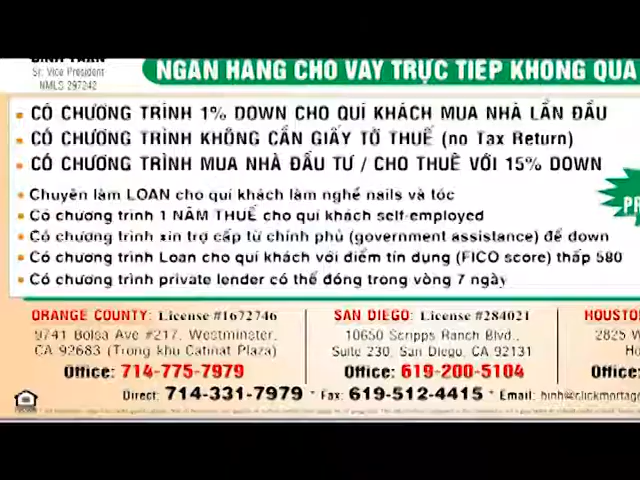 Sr. Vice President
NMLS 297242
NGÂN HÀNG CHO VAY TRỰC TIẾP KHÔNG QUA
CÓ CHƯƠNG TRÌNH 1% DOWN CHO QUÍ KHÁCH MUA NHÀ LẦN ĐẦU
CÓ CHƯƠNG TRÌNH KHÔNG CẦN GIẤY TỜ THUẾ (no Tax Return)
CÓ CHƯƠNG TRÌNH MUA NHÀ ĐẦU TƯ / CHO THUÊ VỚI 15% DOWN
Chuyên làm LOAN cho quí khách làm nghề nails và tóc
Có chương trình 1 NĂM THUẾ cho quí khách self-employed
Có chương trình xin trợ cấp từ chính phủ (government assistance) để down
Có chương trình Loan cho quí khách với điểm tín dụng (FICO score) thấp 580
Có chương trình private lender có thể đóng trong vòng 7 ngày
ORANGE COUNTY: License #1672746
9741 Bolsa Ave #217, Westminster,
CA 92683 (Trong khu Catinat Plaza)
Office: 714-775-7979
SAN DIEGO: License #284021
10650 Scripps Ranch Blvd.,
Suite 230, San Diego, CA 92131
Office: 619-200-5104
HOUSTO
2825 W
Ho
Office:
Direct: 714-331-7979 * Fax: 619-512-4415 * Email: binh@clickmortgag